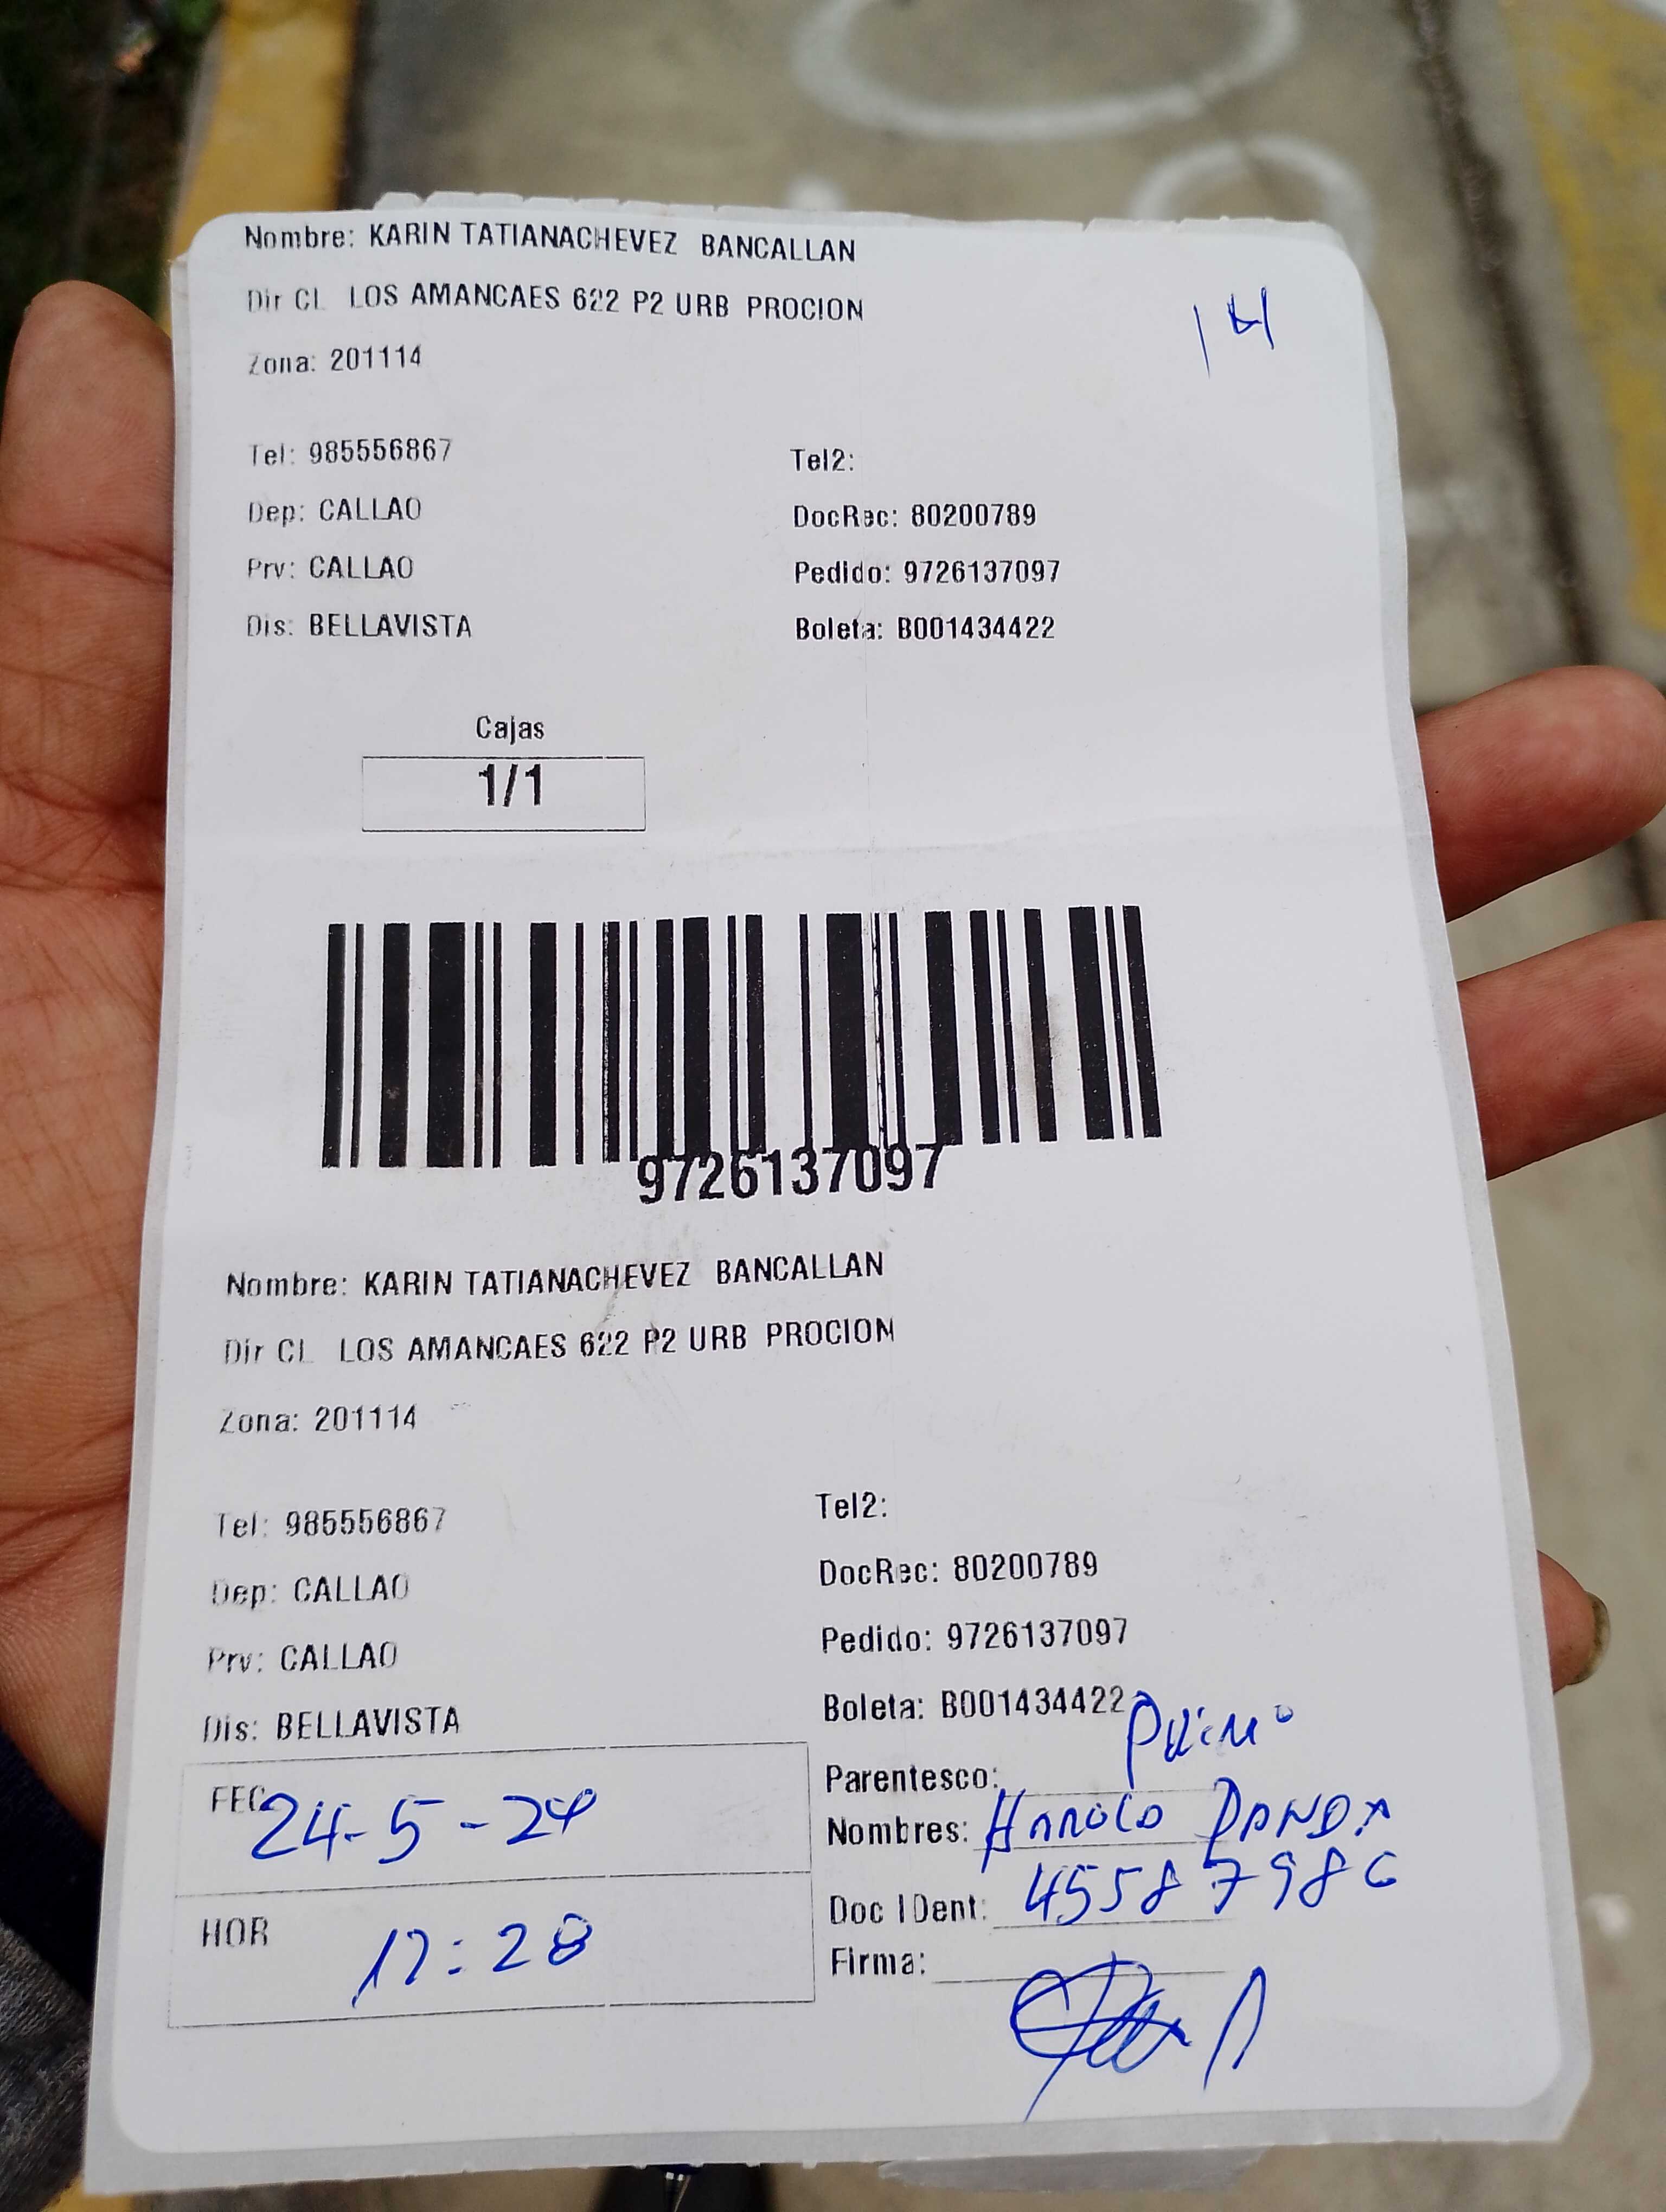 Nombre: KARIN TATIANACHEVEZ BANCALLAN
Dir CL LOS AMANCAES 622 P2 URB PROCION
14
Zona: 201114
Tel: 985556867 Tel2:
Dep: CALLAO DocRec: 80200789
Prv: CALLAO Pedido: 9726137097
Dis: BELLAVISTA Boleta: B001434422
Cajas
1/1
9726137097
Nombre: KARIN TATIANACHEVEZ BANCALLAN
Dir CL LOS AMANCAES 622 P2 URB PROCION
Zona: 201114
Tel: 985556867 Tel2:
Dep: CALLAO DocRec: 80200789
Prv: CALLAO Pedido: 9726137097
Dis: BELLAVISTA Boleta: B001434422
Parentesco: Primo
FEC 24-5-24 Nombres: Harold
HOR 17:28 Doc IDent: 45587986
Firma: